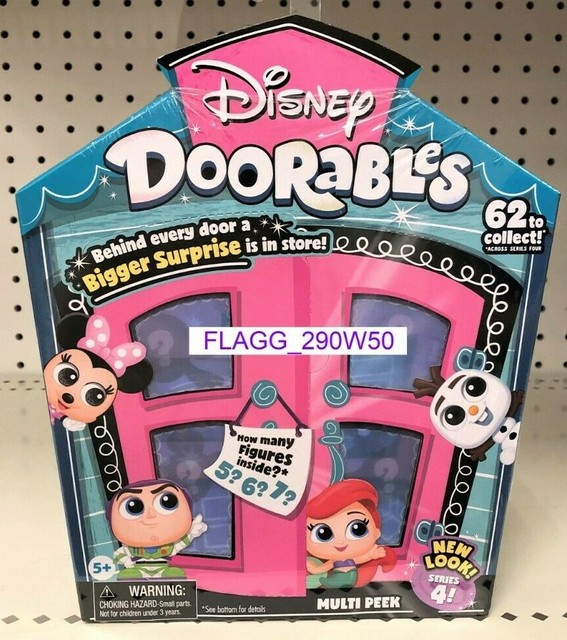 Disney
DOORaBLes
62 to
collect!
*ACROSS SERIES FOUR
Behind every door a
Bigger Surprise is in store!
FLAGG_290W50
How many
Figures
inside?*
5? 6? 7?
NEW
LOOK!
SERIES
4!
5+
WARNING:
CHOKING HAZARD-Small parts.
Not for children under 3 years.
*See bottom for details
MULTI PEEK